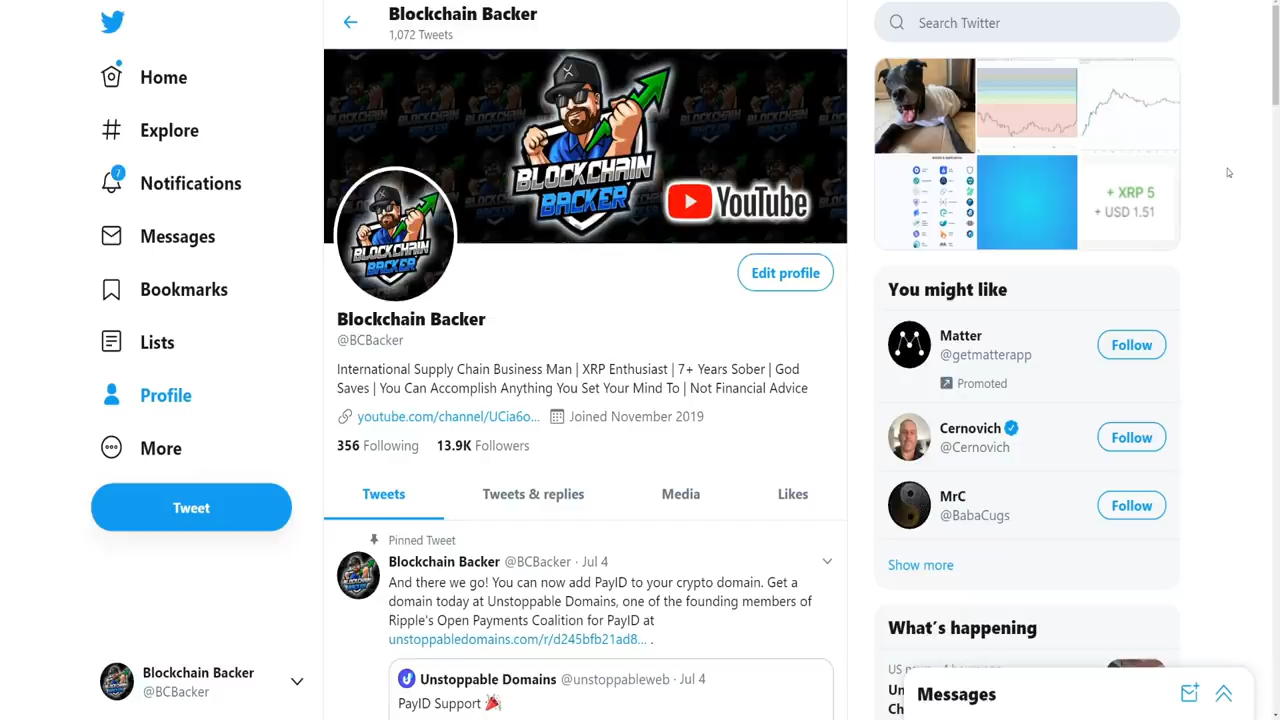 Blockchain Backer
1,072 Tweets
Search Twitter
Home
Explore
7
Notifications
Messages
Bookmarks
Lists
Profile
More
Tweet
Blockchain Backer
@BCBacker
BLOCKCHAIN
BACKER
YouTube
BLOCKCHAIN
BACKER
Edit profile
Blockchain Backer
@BCBacker
International Supply Chain Business Man | XRP Enthusiast | 7+ Years Sober | God
Saves | You Can Accomplish Anything You Set Your Mind To | Not Financial Advice
youtube.com/channel/UCia6o... Joined November 2019
356 Following 13.9K Followers
Tweets Tweets & replies Media Likes
Pinned Tweet
Blockchain Backer @BCBacker · Jul 4
And there we go! You can now add PayID to your crypto domain. Get a
domain today at Unstoppable Domains, one of the founding members of
Ripple's Open Payments Coalition for PayID at
unstoppabledomains.com/r/d245bfb21ad8... .
Unstoppable Domains @unstoppableweb · Jul 4
PayID Support
+ XRP 5
+ USD 1.51
You might like
Matter
@getmatterapp
Promoted
Follow
Cernovich
@Cernovich
Follow
MrC
@BabaCugs
Follow
Show more
What's happening
Un
Ch
Messages